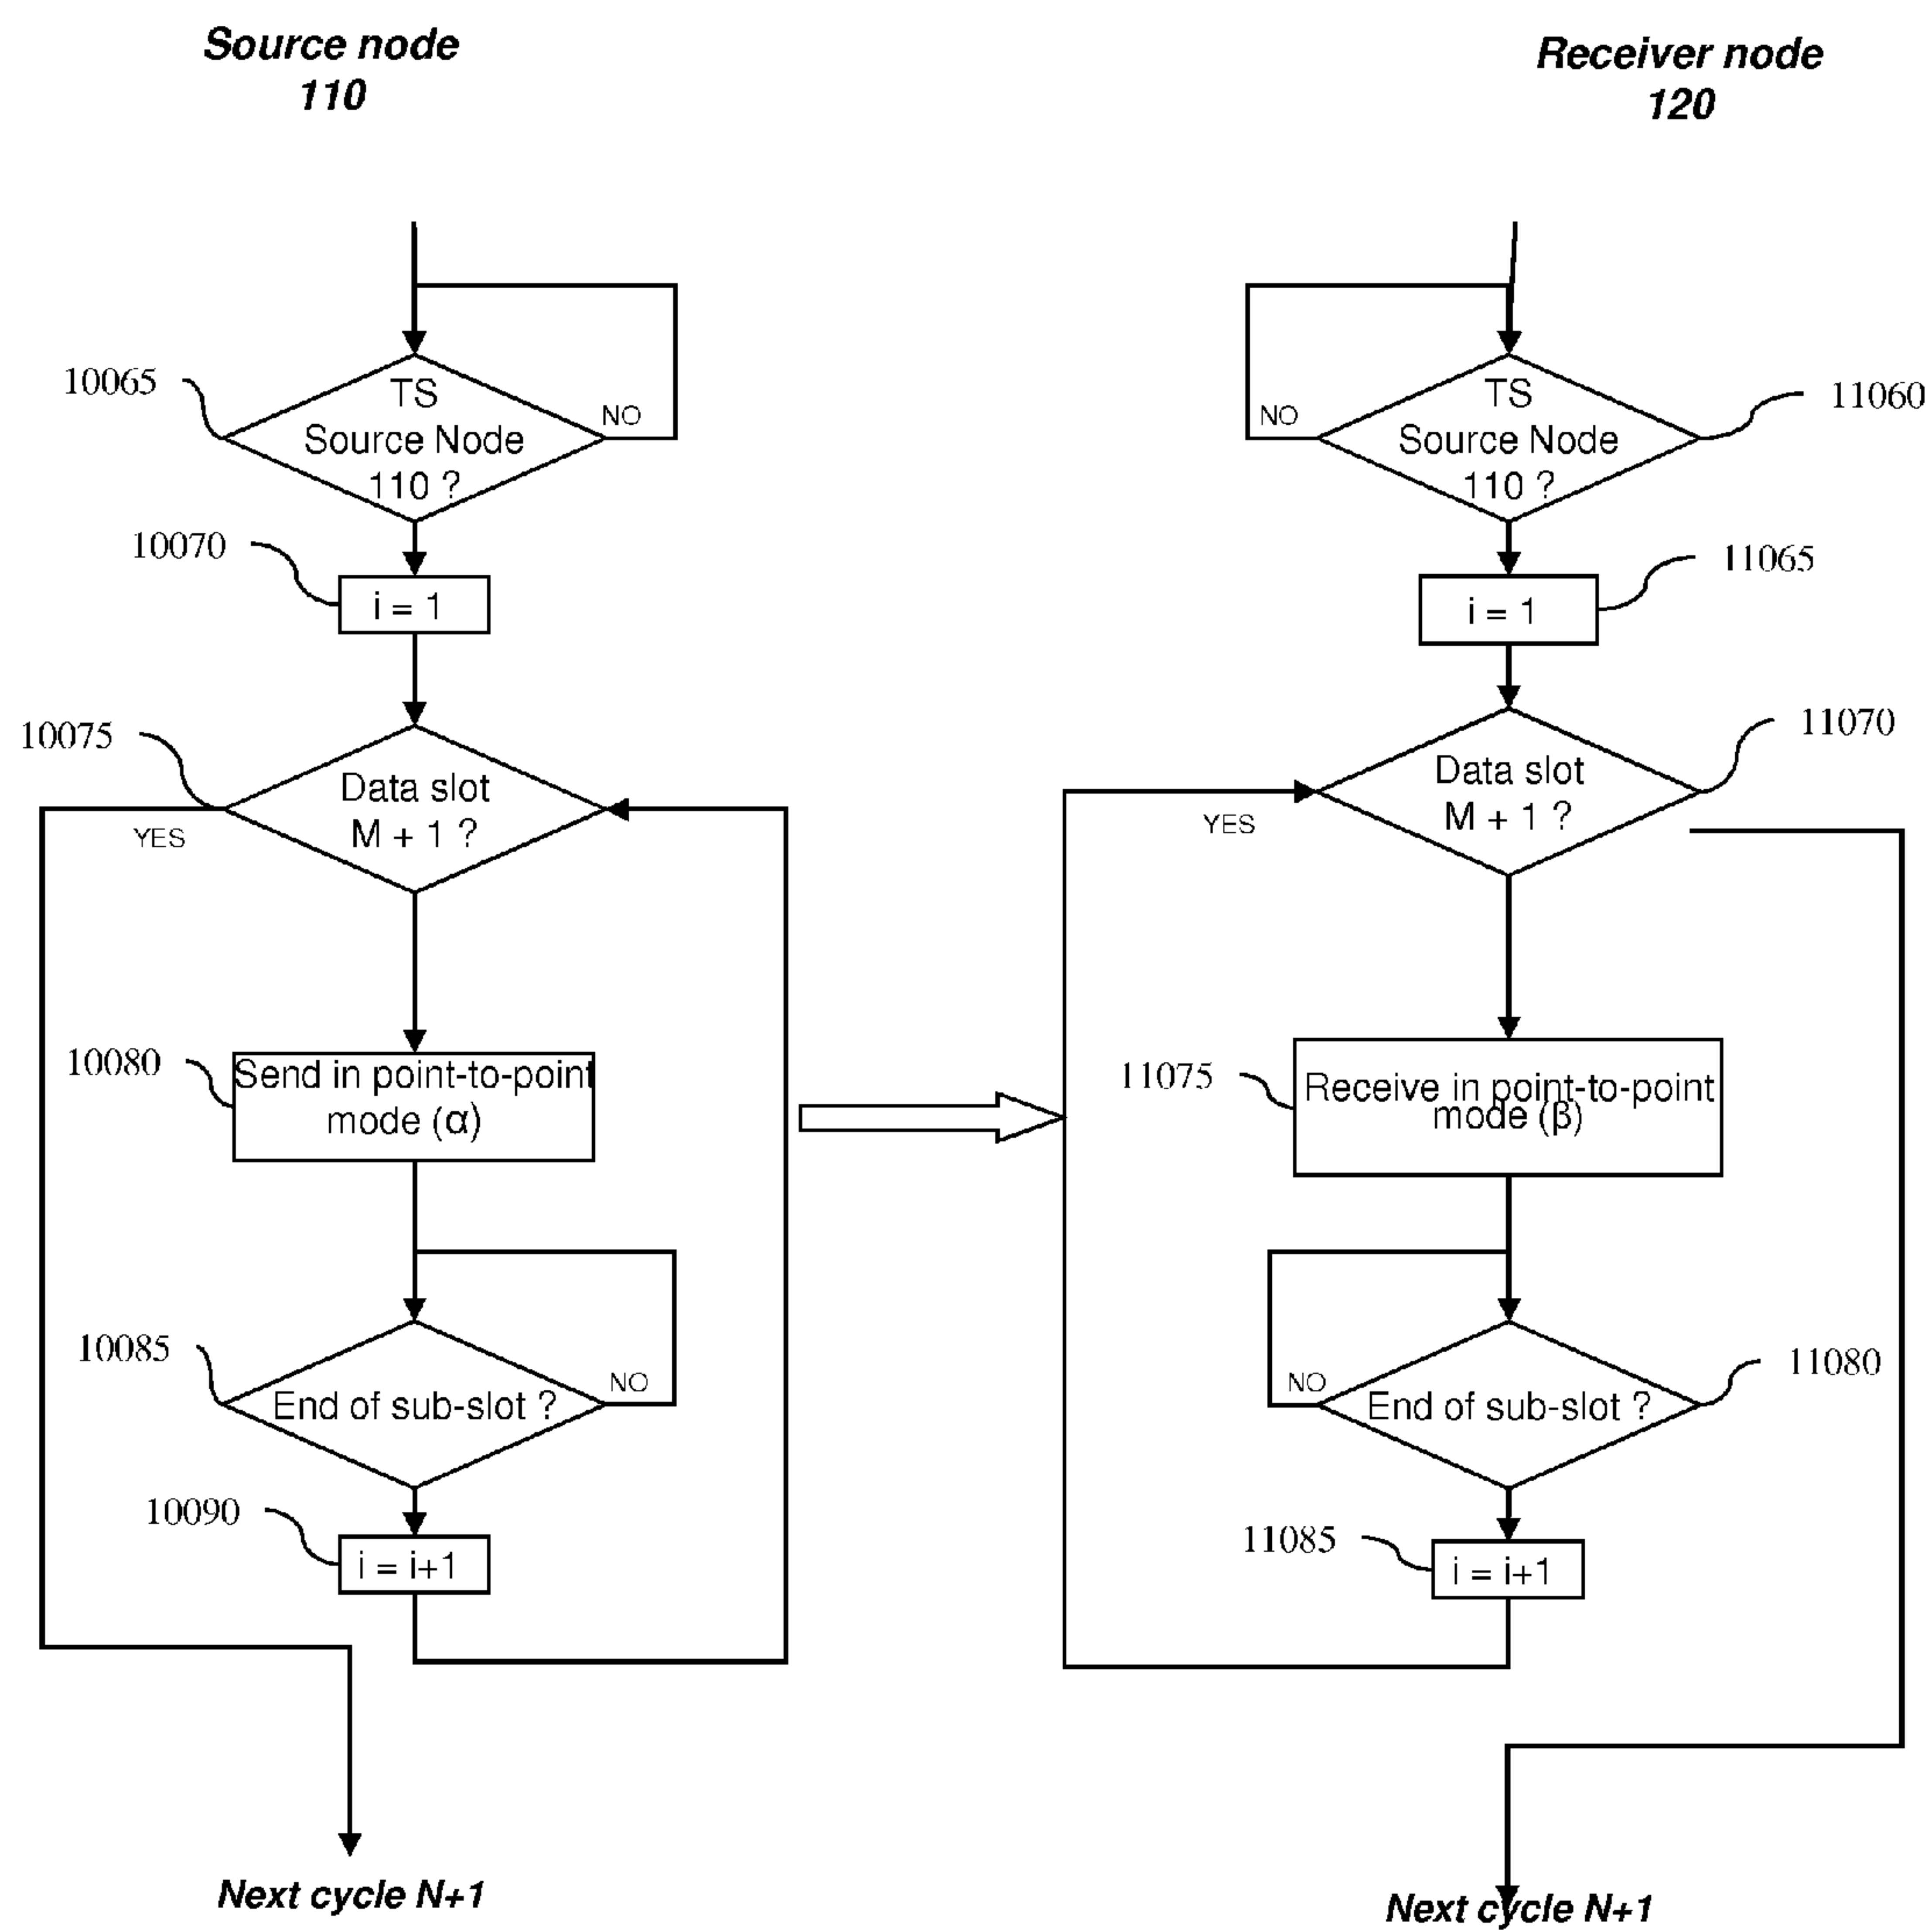 Source node
110
10065
TS
Source Node
110 ?
NO
10070
i = 1
10075
Data slot
M + 1 ?
YES
10080
Send in point-to-point
mode (α)
10085
End of sub-slot ?
NO
10090
i = i+1
Next cycle N+1
Receiver node
120
TS
Source Node
110 ?
NO
11060
i = 1
11065
Data slot
M + 1 ?
YES
11070
11075
Receive in point-to-point
mode (β)
NO
End of sub-slot ?
11080
11085
i = i+1
Next cycle N+1